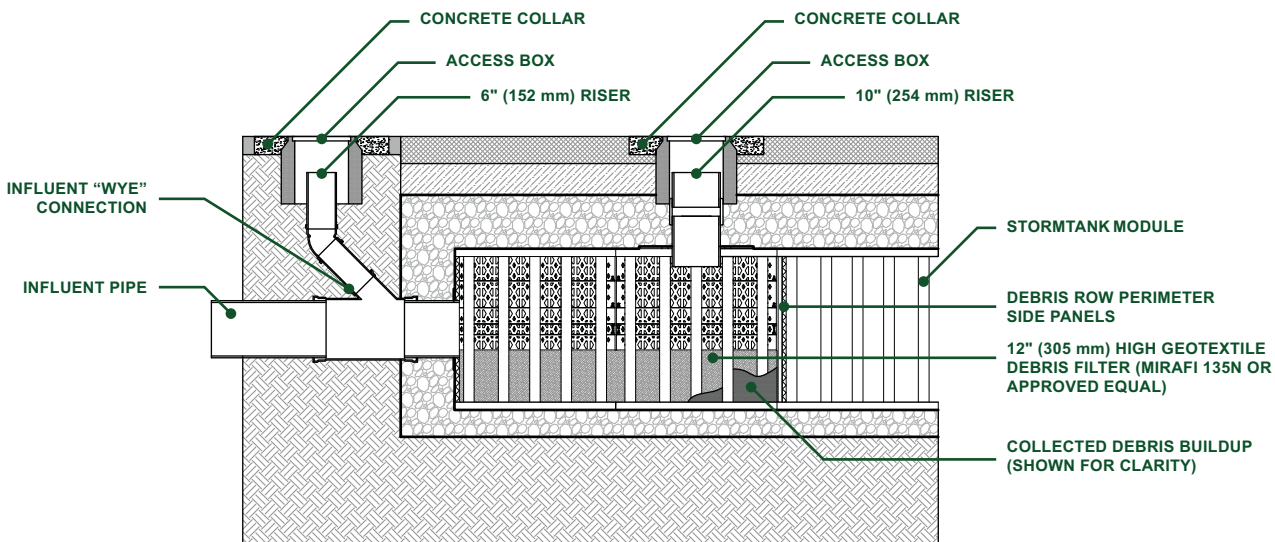 CONCRETE COLLAR
ACCESS BOX
6" (152 mm) RISER
CONCRETE COLLAR
ACCESS BOX
10" (254 mm) RISER
INFLUENT “WYE”
CONNECTION
INFLUENT PIPE
STORMTANK MODULE
DEBRIS ROW PERIMETER
SIDE PANELS
12" (305 mm) HIGH GEOTEXTILE
DEBRIS FILTER (MIRAFI 135N OR
APPROVED EQUAL)
COLLECTED DEBRIS BUILDUP
(SHOWN FOR CLARITY)